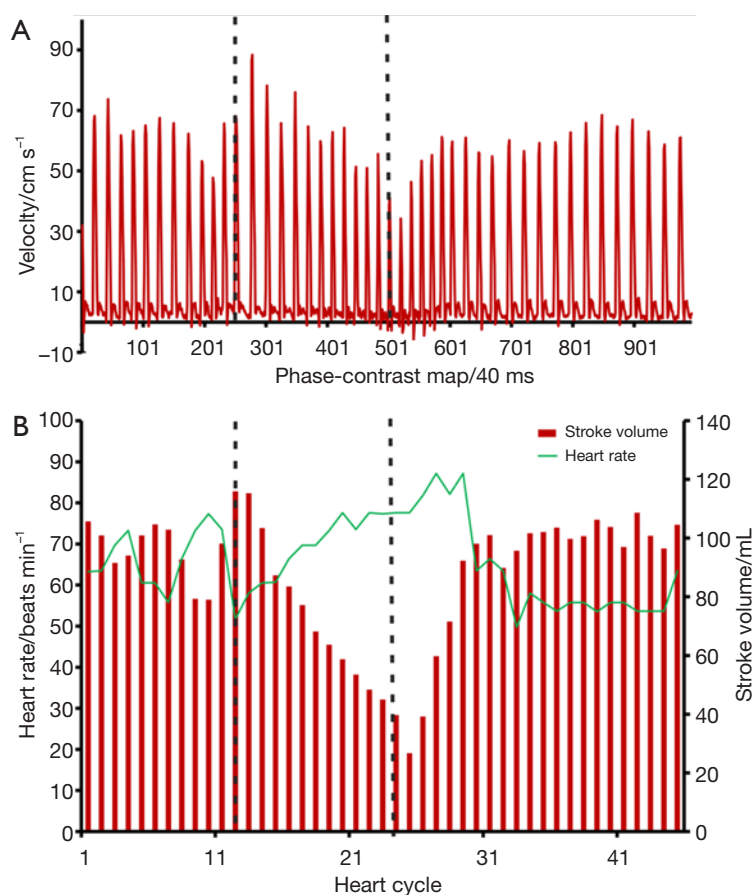 A
90
70
50
30
10
−10
Velocity/cm s⁻¹
101 201 301 401 501 601 701 801 901
Phase-contrast map/40 ms
B
100
90
80
70
60
50
40
30
20
10
0
Heart rate/beats min⁻¹
Stroke volume
Heart rate
140
120
100
80
60
40
20
0
Stroke volume/mL
1 11 21 31 41
Heart cycle